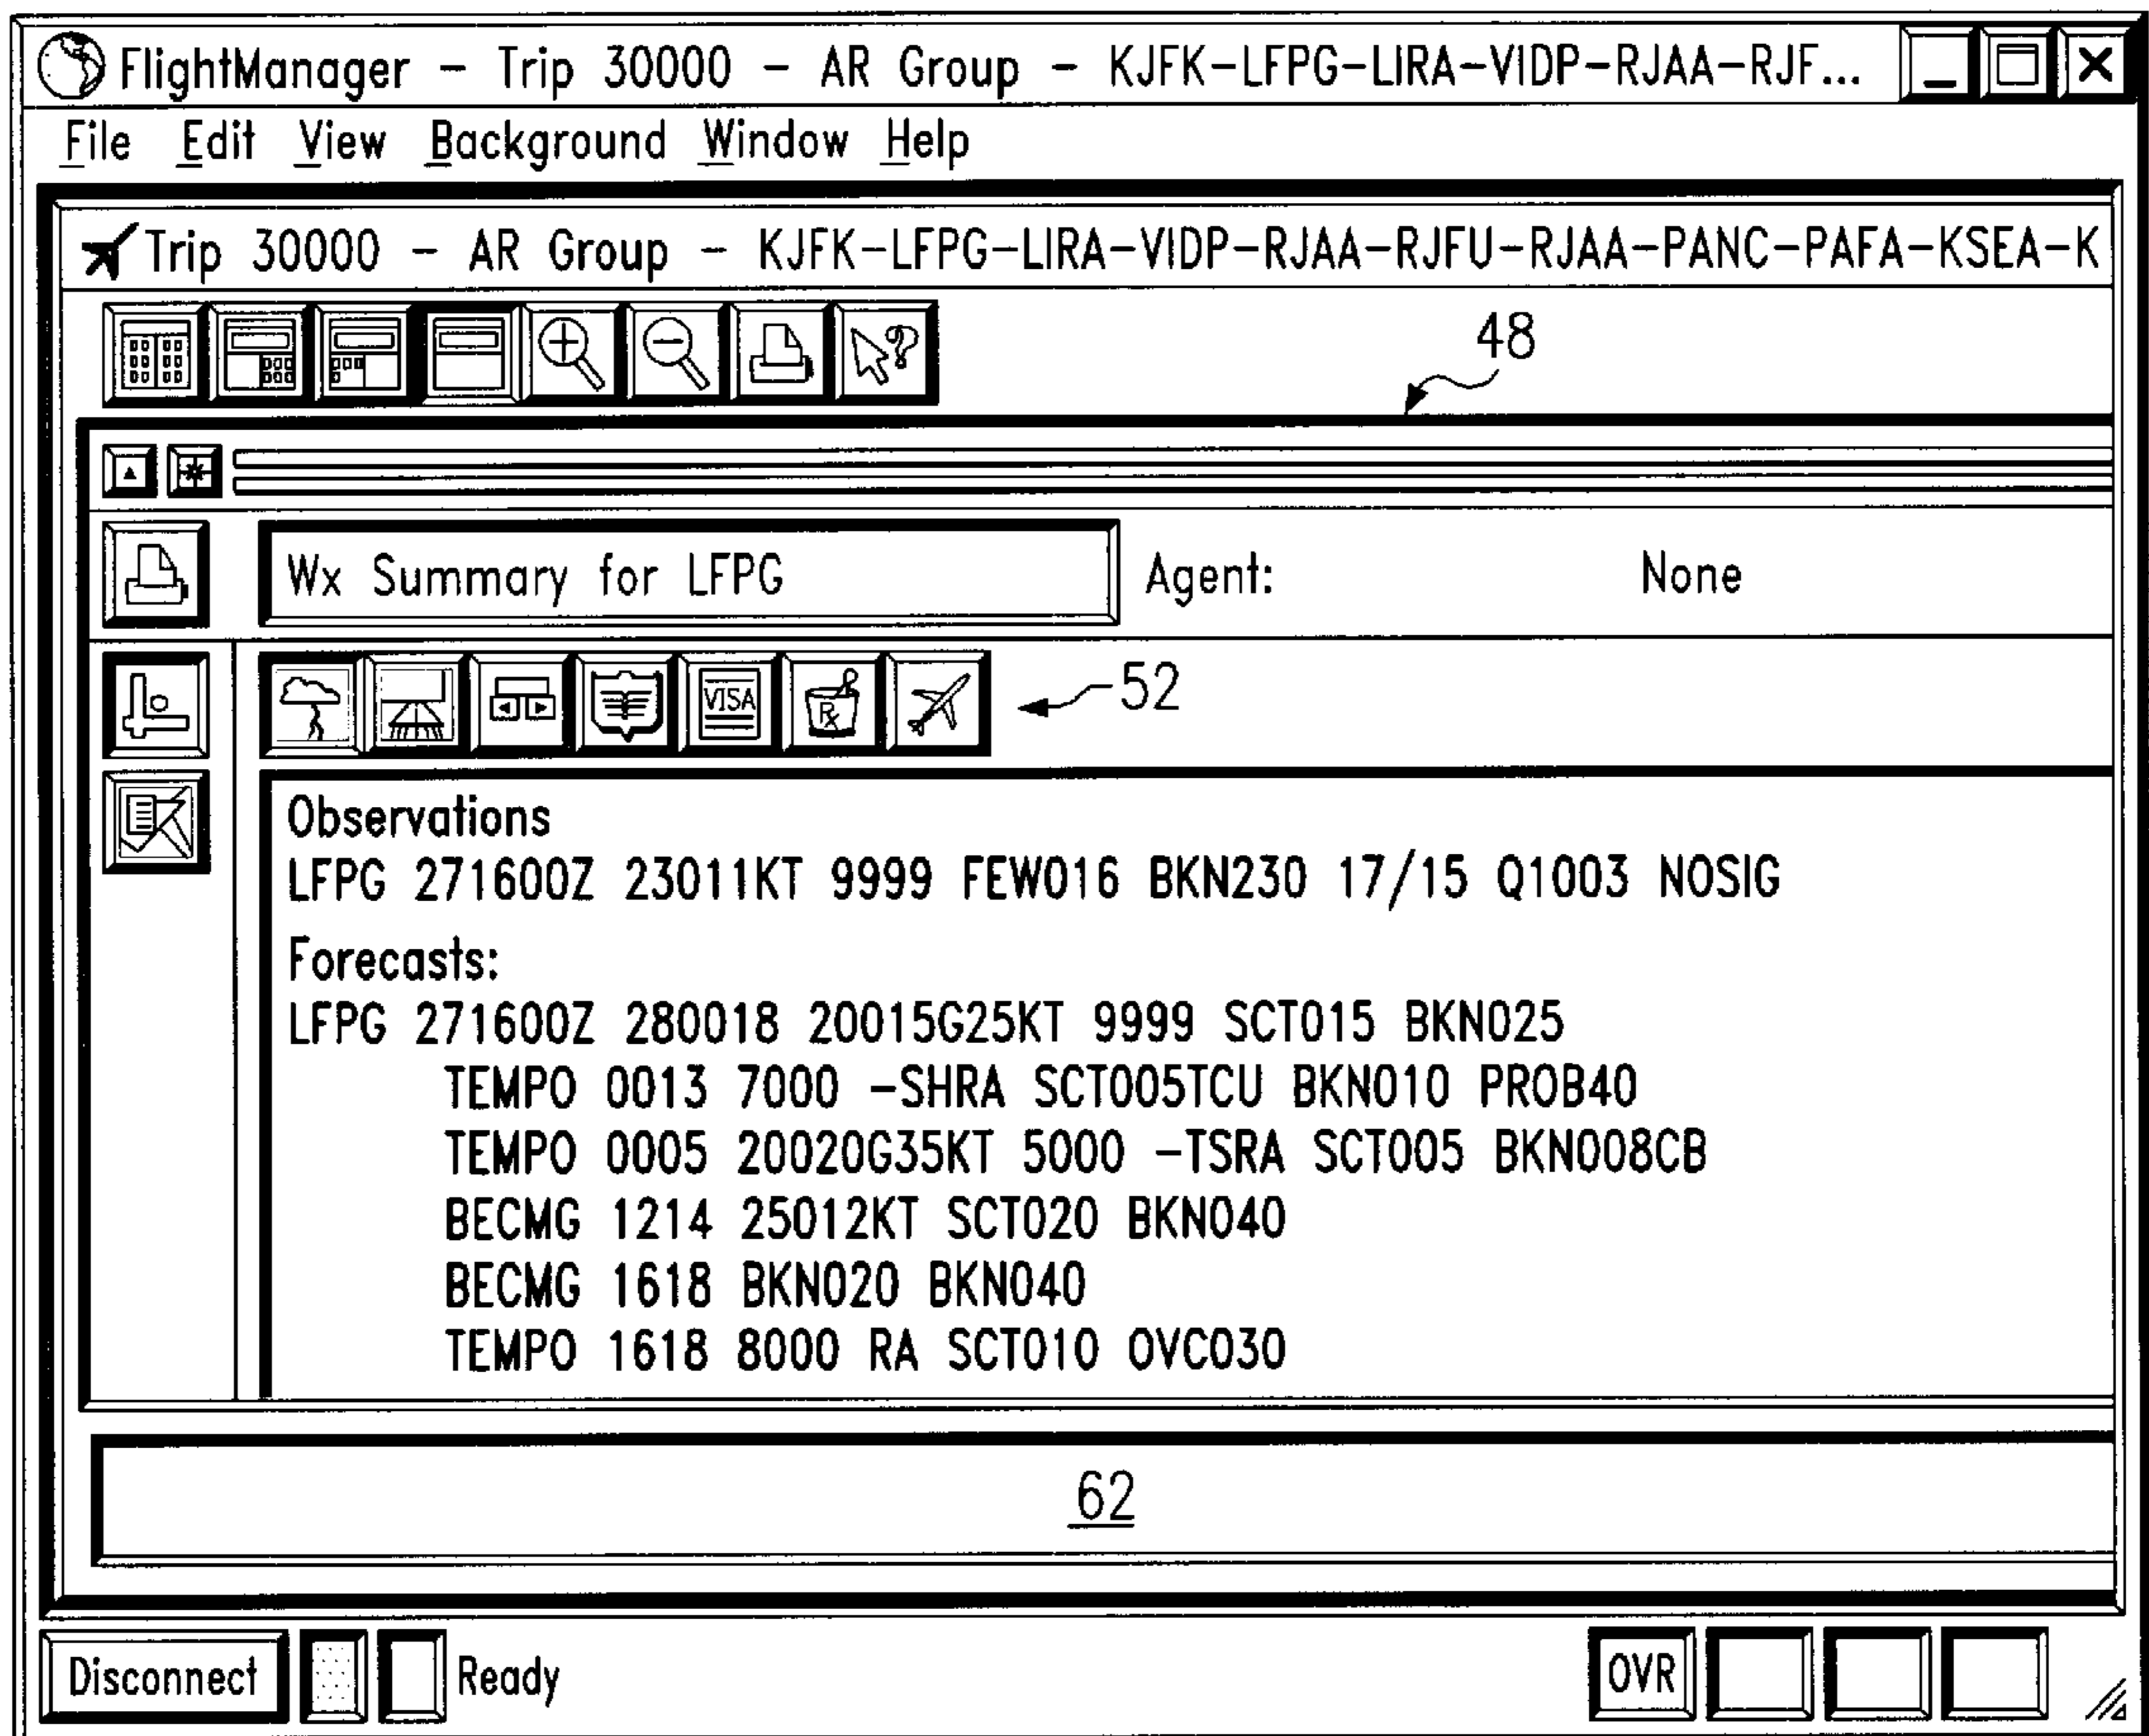 FlightManager – Trip 30000 – AR Group – KJFK–LFPG–LIRA–VIDP–RJAA–RJF...
File Edit View Background Window Help
Trip 30000 – AR Group – KJFK–LFPG–LIRA–VIDP–RJAA–RJFU–RJAA–PANC–PAFA–KSEA–K
48
Wx Summary for LFPG Agent: None
VISA Rx 52
Observations
LFPG 271600Z 23011KT 9999 FEW016 BKN230 17/15 Q1003 NOSIG
Forecasts:
LFPG 271600Z 280018 20015G25KT 9999 SCT015 BKN025
TEMPO 0013 7000 –SHRA SCT005TCU BKN010 PROB40
TEMPO 0005 20020G35KT 5000 –TSRA SCT005 BKN008CB
BECMG 1214 25012KT SCT020 BKN040
BECMG 1618 BKN020 BKN040
TEMPO 1618 8000 RA SCT010 OVC030
62
Disconnect Ready OVR